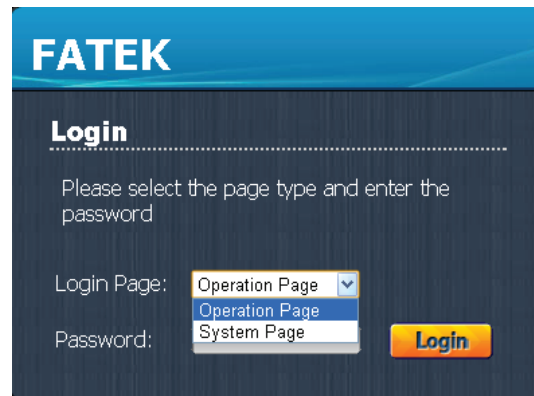 FATEK
Login
Please select the page type and enter the
password
Login Page: Operation Page
Operation Page
System Page
Password: Login